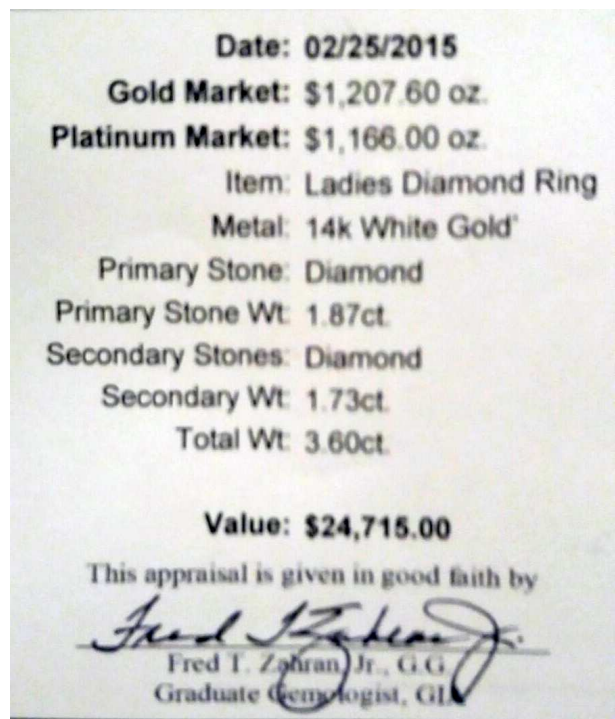 Date: 02/25/2015
Gold Market: $1,207.60 oz.
Platinum Market: $1,166.00 oz.
Item: Ladies Diamond Ring
Metal: 14k White Gold
Primary Stone: Diamond
Primary Stone Wt: 1.87ct.
Secondary Stones: Diamond
Secondary Wt: 1.73ct.
Total Wt: 3.60ct.
Value: $24,715.00
This appraisal is given in good faith by
Fred T. Zahran Jr.
Fred T. Zahran, Jr., G.G.
Graduate Gemologist, GIA